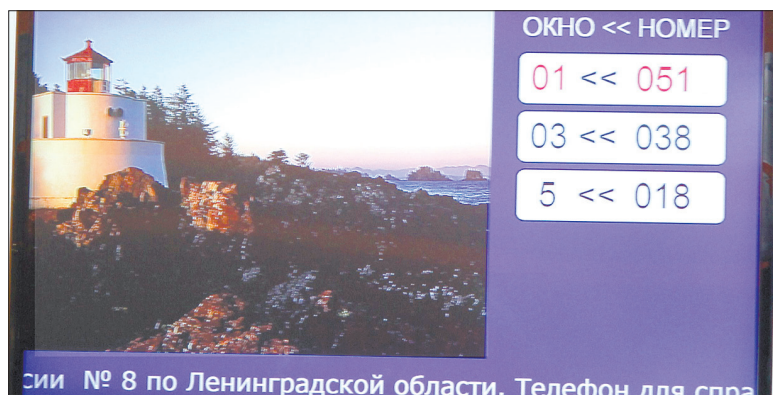 ОКНО << НОМЕР
01 << 051
03 << 038
5 << 018
сии № 8 по Ленинградской области. Телефон для спра